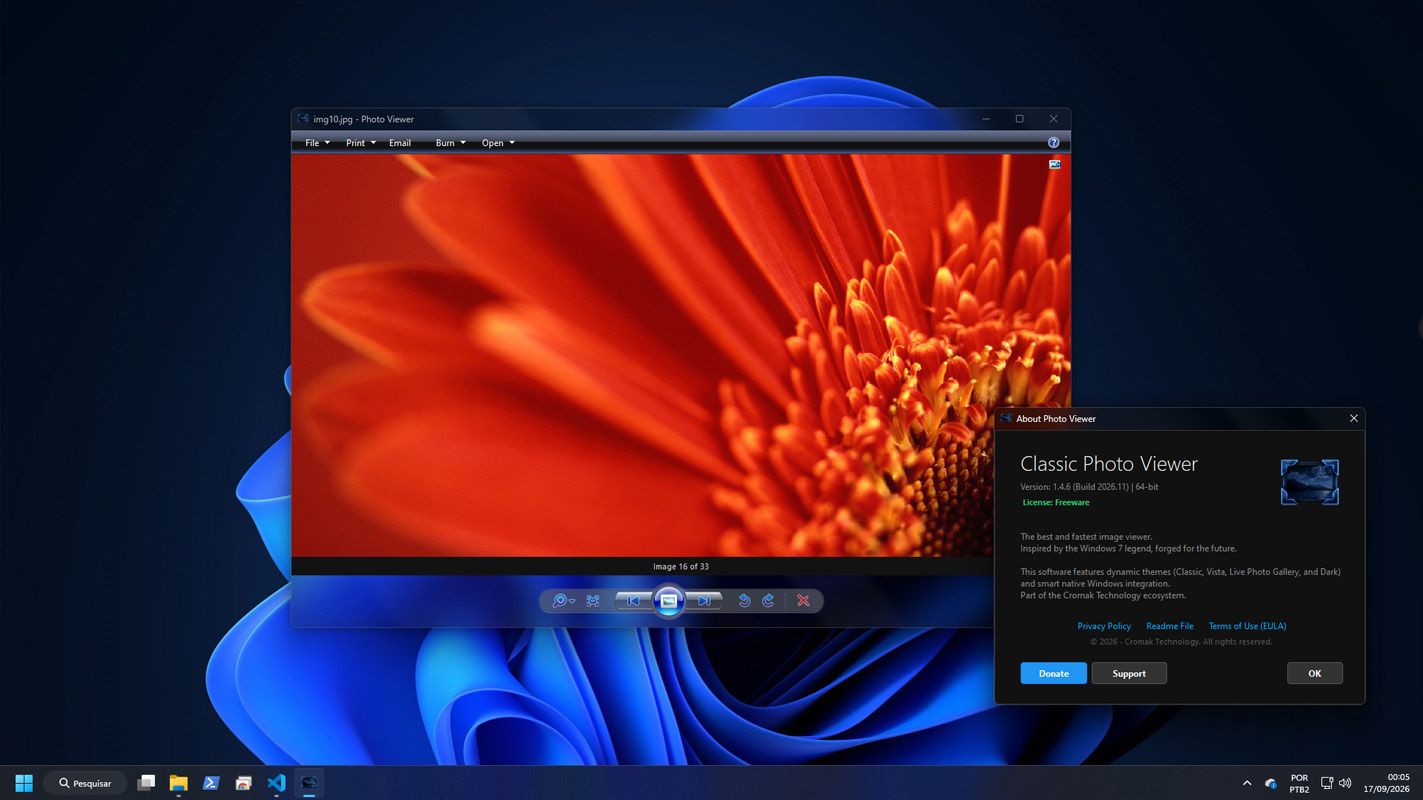 img10.jpg - Photo Viewer
File Print Email Burn Open
?
Image 16 of 33
About Photo Viewer
Classic Photo Viewer
Version: 1.4.6 (Build 2026.11) | 64-bit
License: Freeware
The best and fastest image viewer.
Inspired by the Windows 7 legend, forged for the future.
This software features dynamic themes (Classic, Vista, Live Photo Gallery, and Dark)
and smart native Windows integration.
Part of the Cromak Technology ecosystem.
Privacy Policy Readme File Terms of Use (EULA)
© 2026 - Cromak Technology. All rights reserved.
Donate Support OK
Pesquisar
POR
PTB2
00:05
17/09/2026